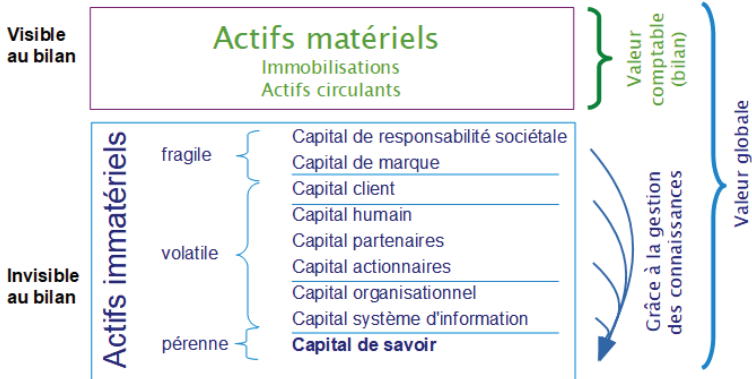 Visible
au bilan
Actifs matériels
Immobilisations
Actifs circulants
Valeur
comptable
(bilan)
Valeur globale
Invisible
au bilan
Actifs immatériels
fragile
Capital de responsabilité sociétale
Capital de marque
volatile
Capital client
Capital humain
Capital partenaires
Capital actionnaires
Capital organisationnel
Capital système d'information
pérenne
Capital de savoir
Grâce à la gestion
des connaissances